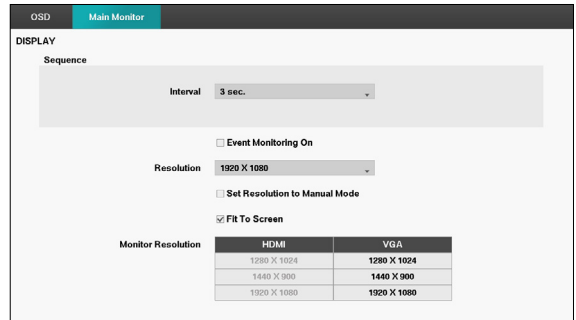 OSD Main Monitor
DISPLAY
Sequence
Interval 3 sec.
Event Monitoring On
Resolution 1920 X 1080
Set Resolution to Manual Mode
Fit To Screen
Monitor Resolution HDMI VGA
1280 X 1024 1280 X 1024
1440 X 900 1440 X 900
1920 X 1080 1920 X 1080